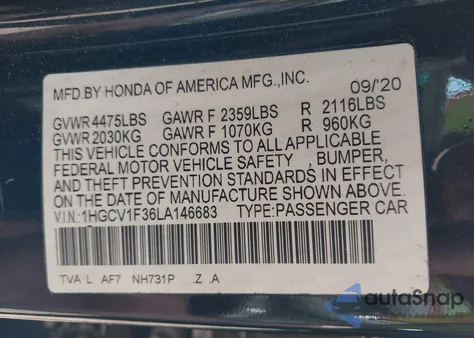 MFD.BY HONDA OF AMERICA MFG.,INC. 09/20
GVWR 4475LBS GAWR F 2359LBS R 2116LBS
GVWR 2030KG GAWR F 1070KG R 960KG
THIS VEHICLE CONFORMS TO ALL APPLICABLE
FEDERAL MOTOR VEHICLE SAFETY , BUMPER,
AND THEFT PREVENTION STANDARDS IN EFFECT
ON THE DATE OF MANUFACTURE SHOWN ABOVE.
V.I.N: 1HGCV1F36LA146683 TYPE:PASSENGER CAR
TVA L AF7 NH731P .Z .A
autoSnap